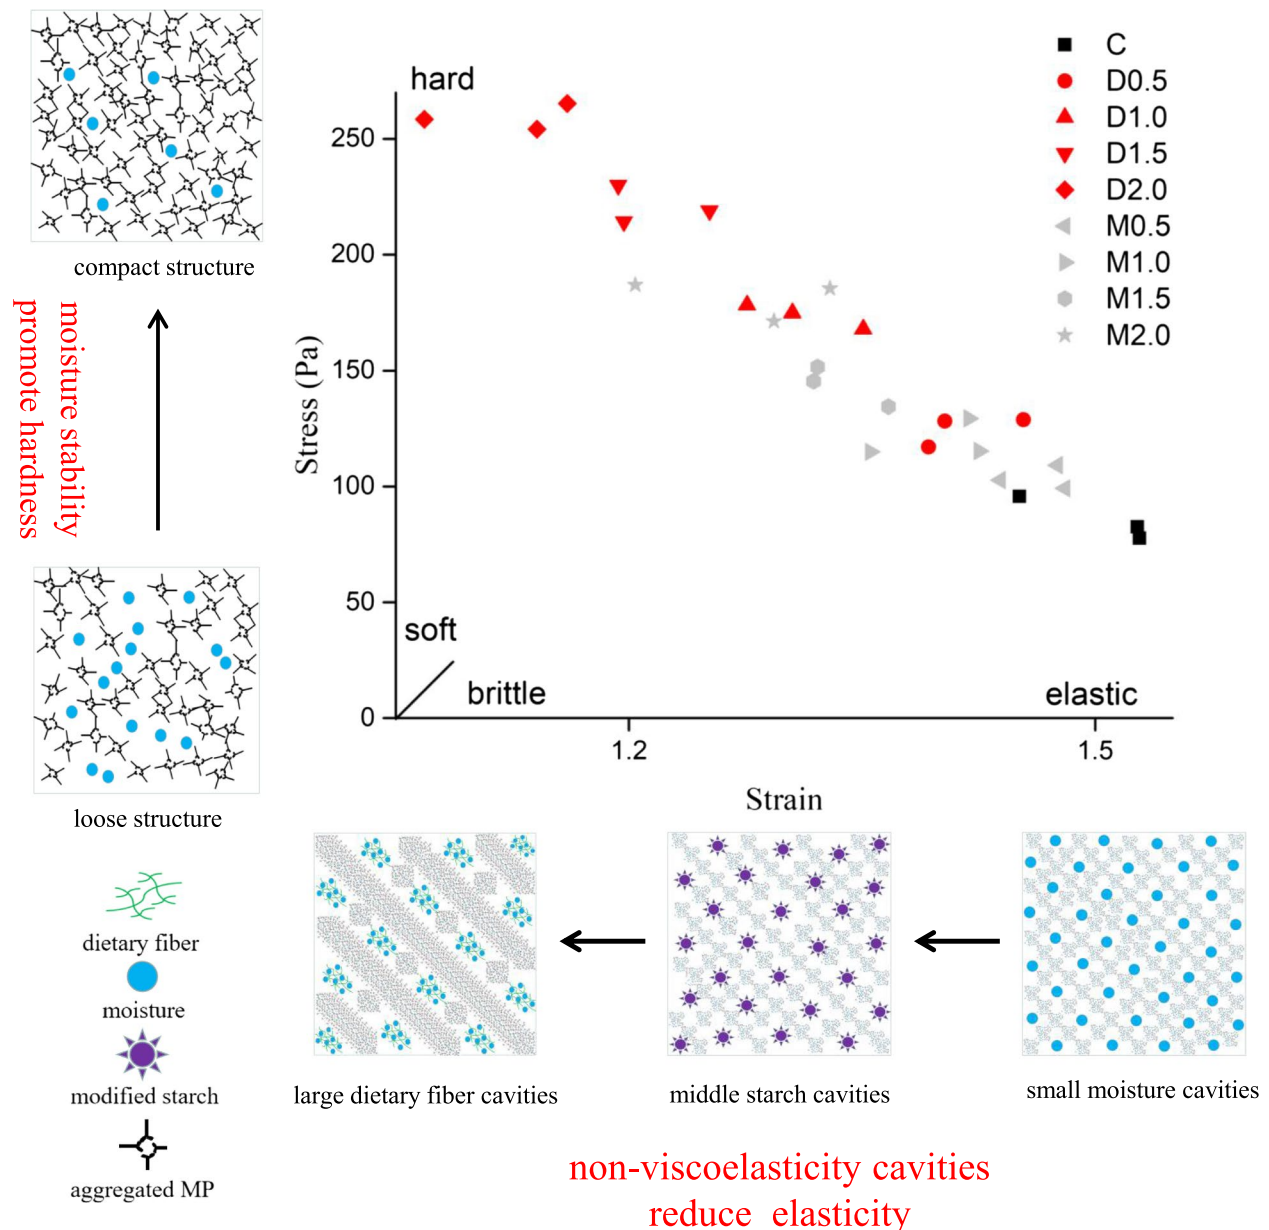 compact structure
moisture stability
promote hardness
loose structure
dietary fiber
moisture
modified starch
aggregated MP
hard
C
D0.5
D1.0
D1.5
D2.0
M0.5
M1.0
M1.5
M2.0
250
200
150
100
50
0
Stress (Pa)
soft
brittle
elastic
1.2
1.5
Strain
large dietary fiber cavities
middle starch cavities
small moisture cavities
non-viscoelasticity cavities
reduce elasticity